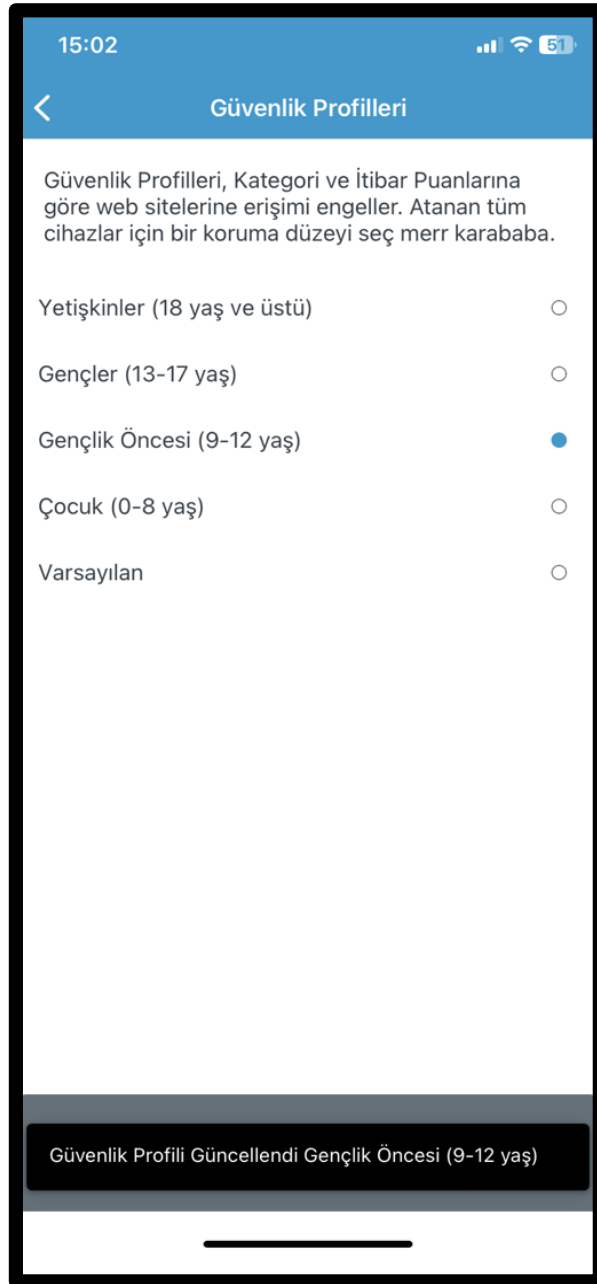 15:02
51
Güvenlik Profilleri
Güvenlik Profilleri, Kategori ve İtibar Puanlarına
göre web sitelerine erişimi engeller. Atanan tüm
cihazlar için bir koruma düzeyi seç merr karababa.
Yetişkinler (18 yaş ve üstü)
Gençler (13-17 yaş)
Gençlik Öncesi (9-12 yaş)
Çocuk (0-8 yaş)
Varsayılan
Güvenlik Profili Güncellendi Gençlik Öncesi (9-12 yaş)